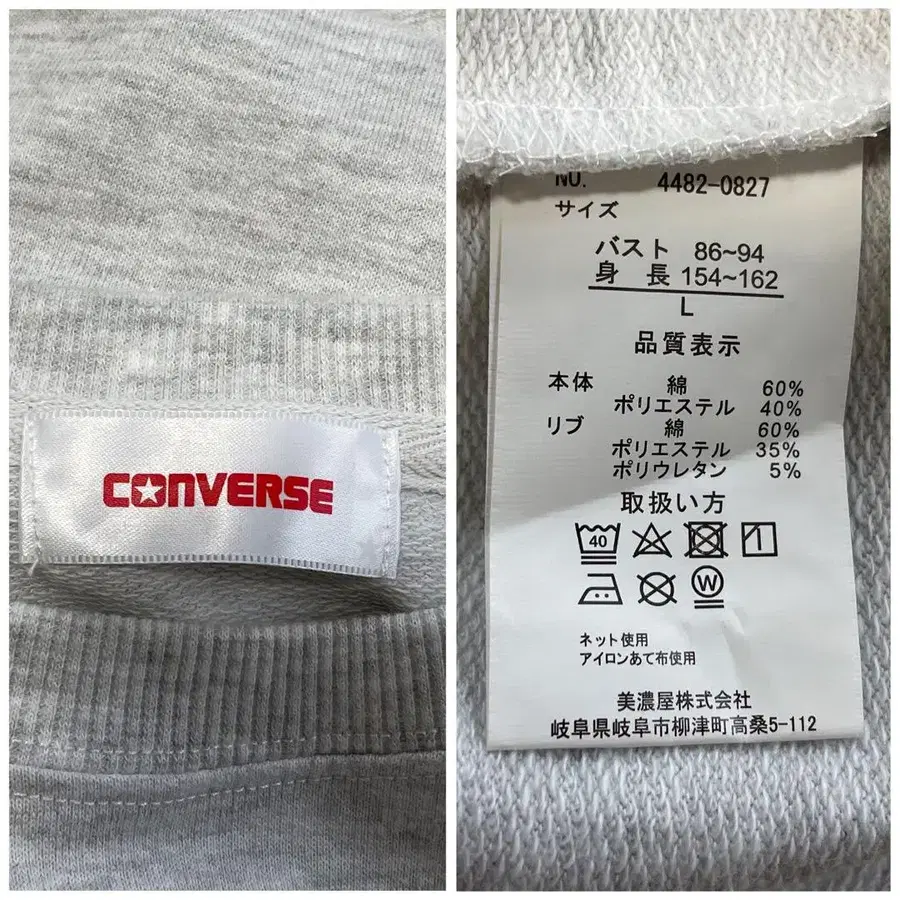 CONVERSE
NO. 4482-0827
サイズ
バスト 86~94
身長 154~162
L
品質表示
本体 綿 60%
ポリエステル 40%
リブ 綿 60%
ポリエステル 35%
ポリウレタン 5%
取扱い方
40
W
ネット使用
アイロンあて布使用
美濃屋株式会社
岐阜県岐阜市柳津町高桑5-112